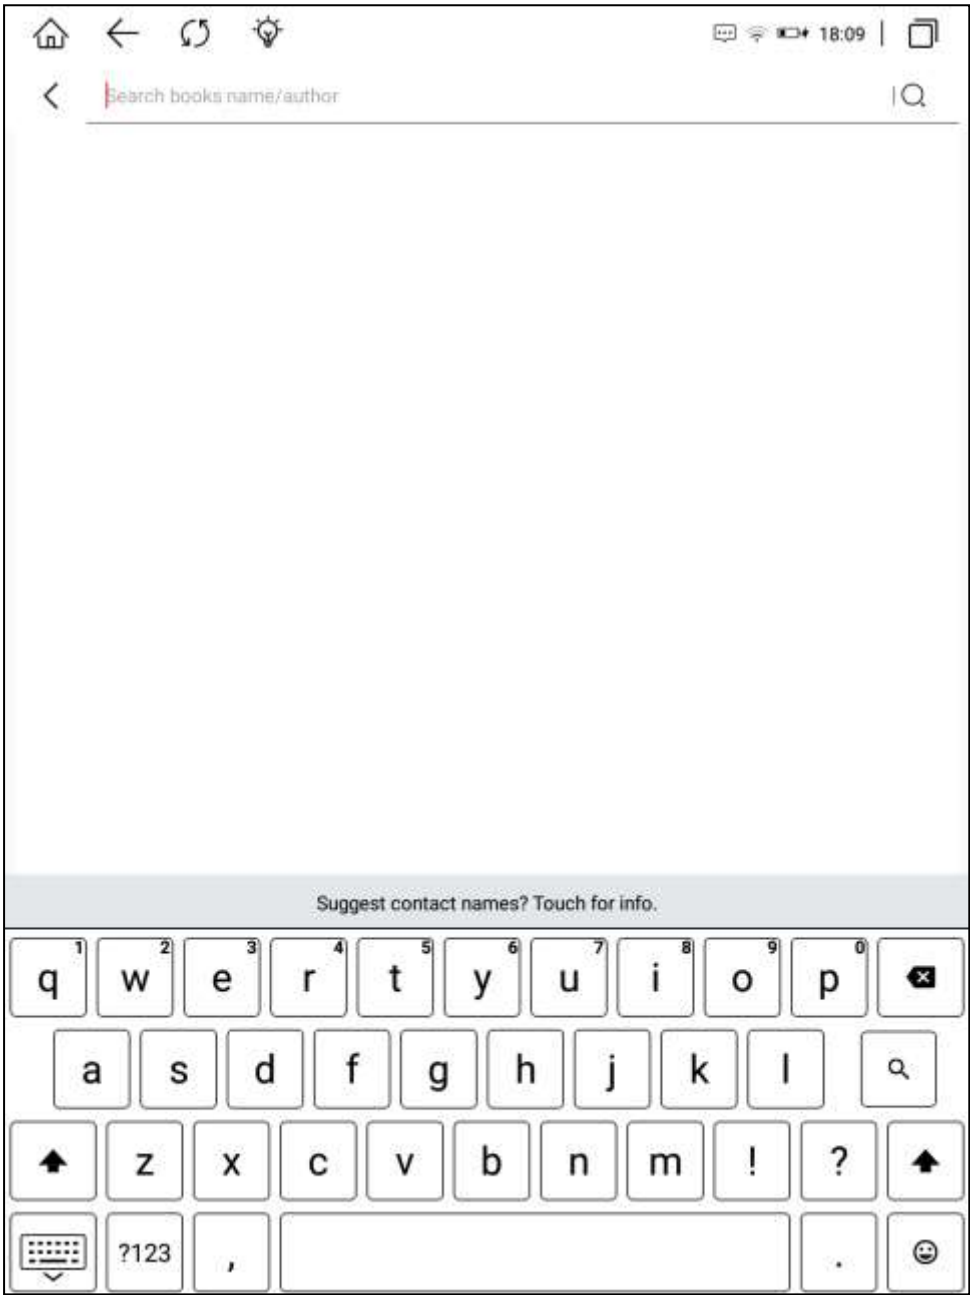 18:09
Search books name/author
Suggest contact names? Touch for info.
1 2 3 4 5 6 7 8 9 0
q w e r t y u i o p
a s d f g h j k l
z x c v b n m ! ?
?123 , .